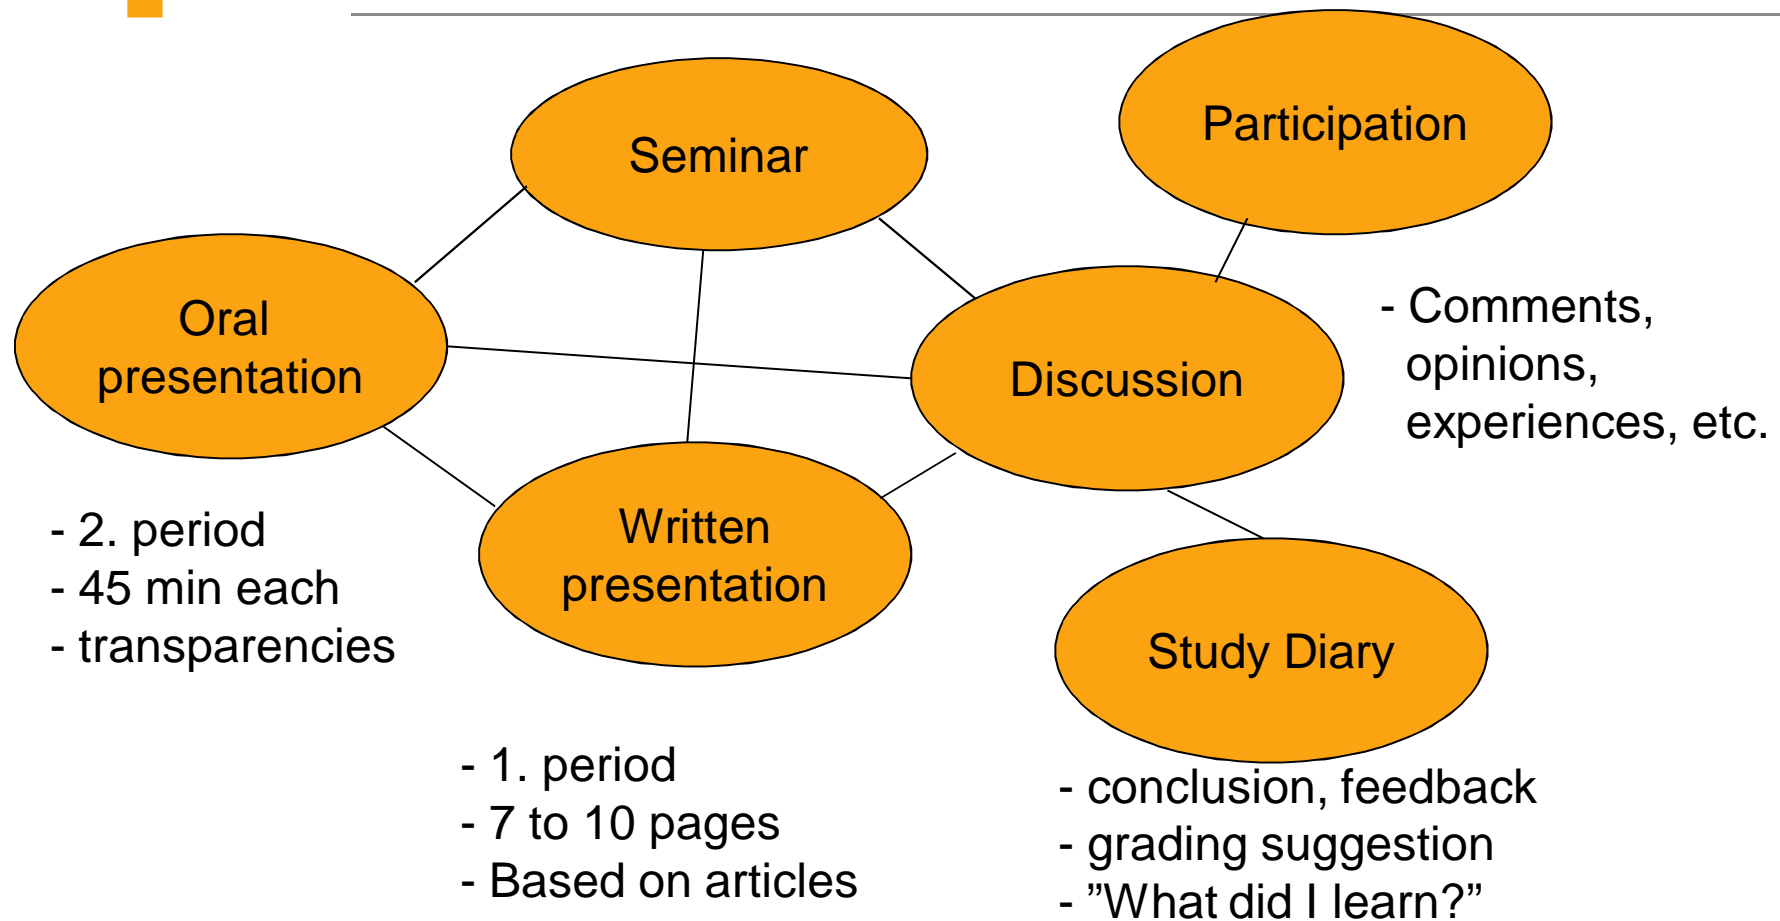 Seminar
Participation
Oral
presentation
Discussion
- Comments,
opinions,
experiences, etc.
Written
presentation
- 2. period
- 45 min each
- transparencies
Study Diary
- 1. period
- 7 to 10 pages
- Based on articles
- conclusion, feedback
- grading suggestion
- ”What did I learn?”